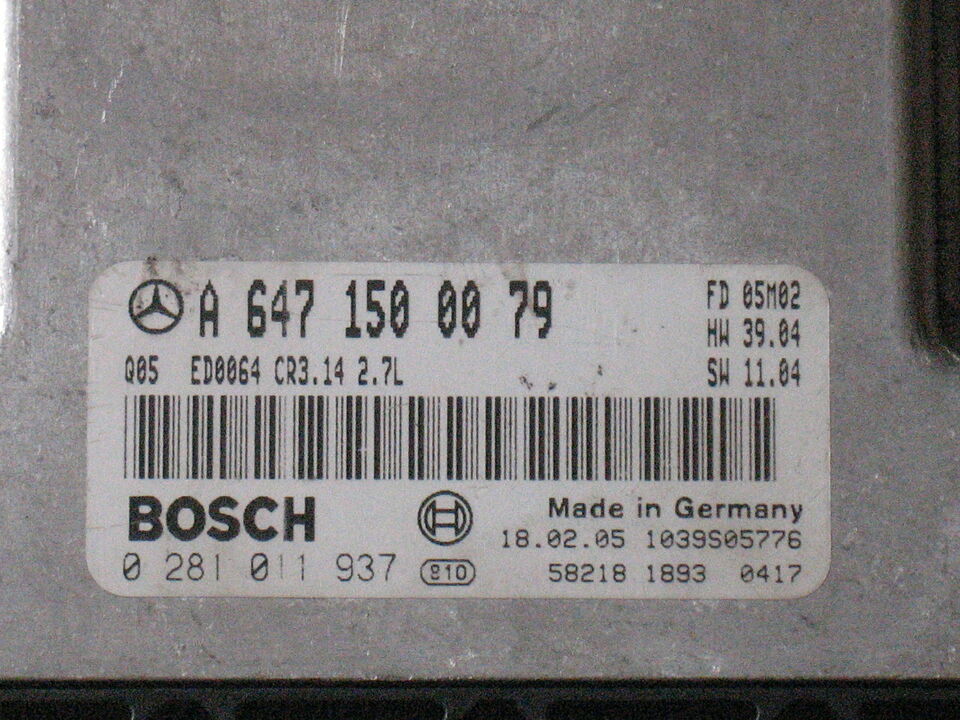 A 647 150 00 79 FD 05M02
HW 39.04
Q05 ED0064 CR3.14 2.7L SW 11.04
BOSCH Made in Germany
18.02.05 1039S05776
0 281 011 937 810 58218 1893 0417